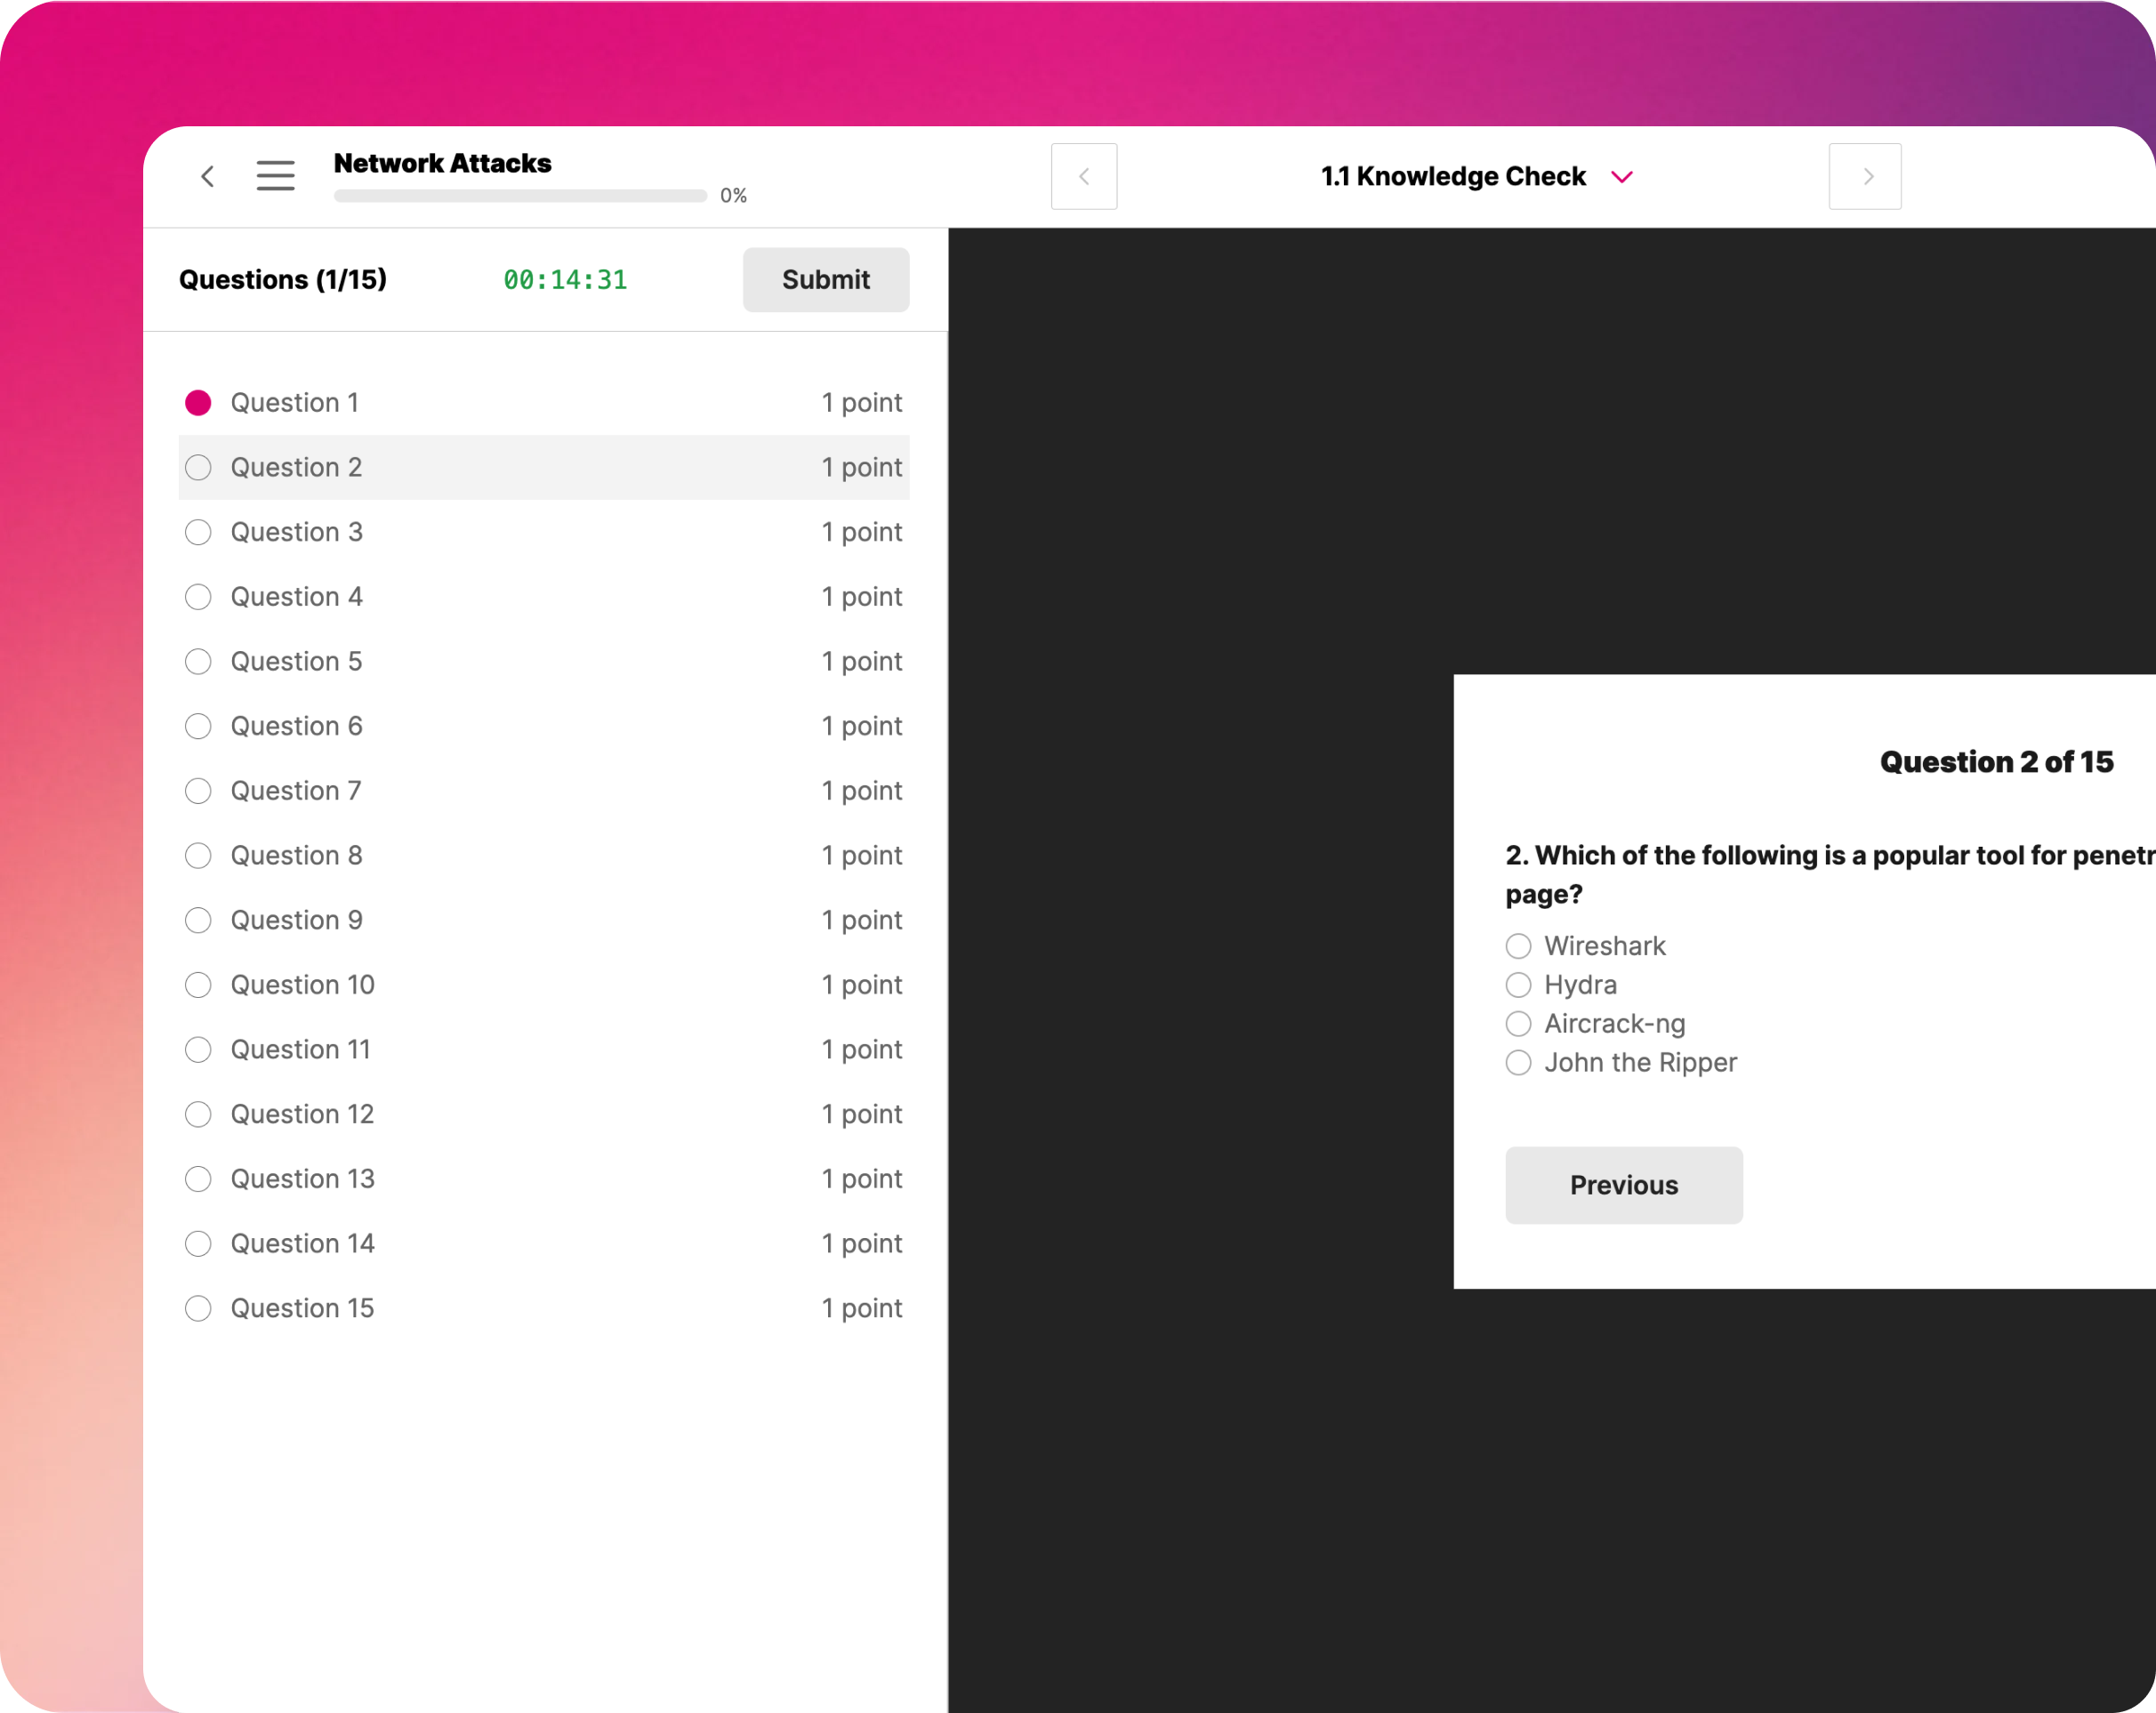 Network Attacks
0%
1.1 Knowledge Check
Questions (1/15)
00:14:31
Submit
Question 1
1 point
Question 2
1 point
Question 3
1 point
Question 4
1 point
Question 5
1 point
Question 6
1 point
Question 7
1 point
Question 8
1 point
Question 9
1 point
Question 10
1 point
Question 11
1 point
Question 12
1 point
Question 13
1 point
Question 14
1 point
Question 15
1 point
Question 2 of 15
2. Which of the following is a popular tool for penetr
page?
Wireshark
Hydra
Aircrack-ng
John the Ripper
Previous